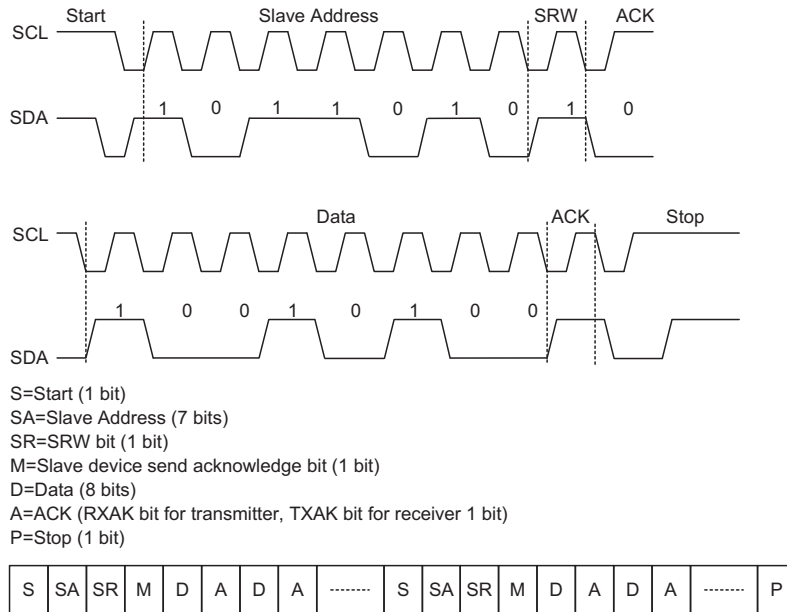 Start Slave Address SRW ACK
SCL
SDA 1 0 1 1 0 1 0 1 0
Data ACK Stop
SCL
1 0 0 1 0 1 0 0
SDA
S=Start (1 bit)
SA=Slave Address (7 bits)
SR=SRW bit (1 bit)
M=Slave device send acknowledge bit (1 bit)
D=Data (8 bits)
A=ACK (RXAK bit for transmitter, TXAK bit for receiver 1 bit)
P=Stop (1 bit)
S SA SR M D A D A ........ S SA SR M D A D A ........ P